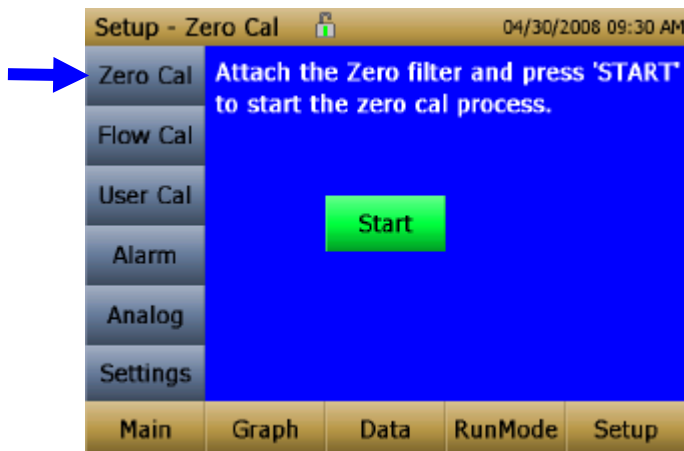 Setup - Zero Cal
04/30/2008 09:30 AM
Zero Cal
Attach the Zero filter and press 'START'
to start the zero cal process.
Flow Cal
User Cal
Start
Alarm
Analog
Settings
Main
Graph
Data
RunMode
Setup